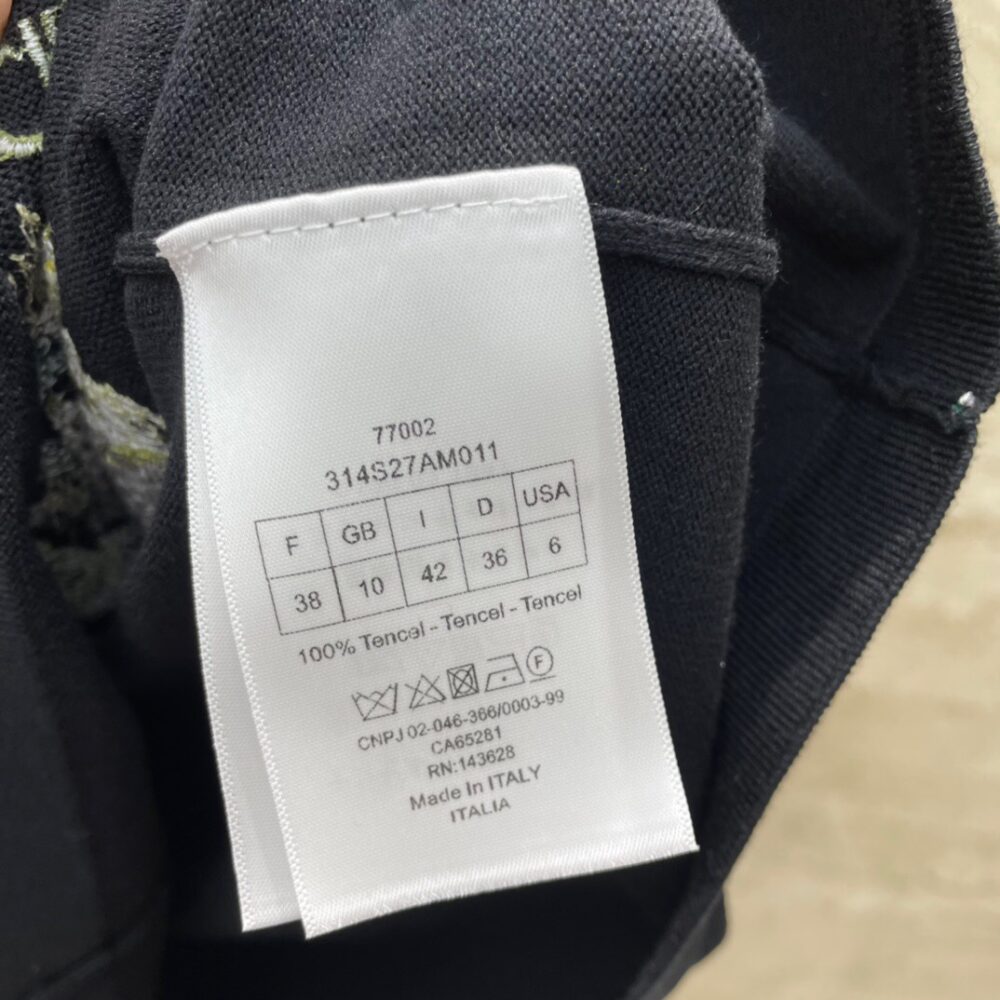 77002
314S27AM011
F GB I D USA
38 10 42 36 6
100% Tencel - Tencel - Tencel
F
CNPJ 02-046-366/0003-99
CA65281
RN:143628
Made In ITALY
ITALIA